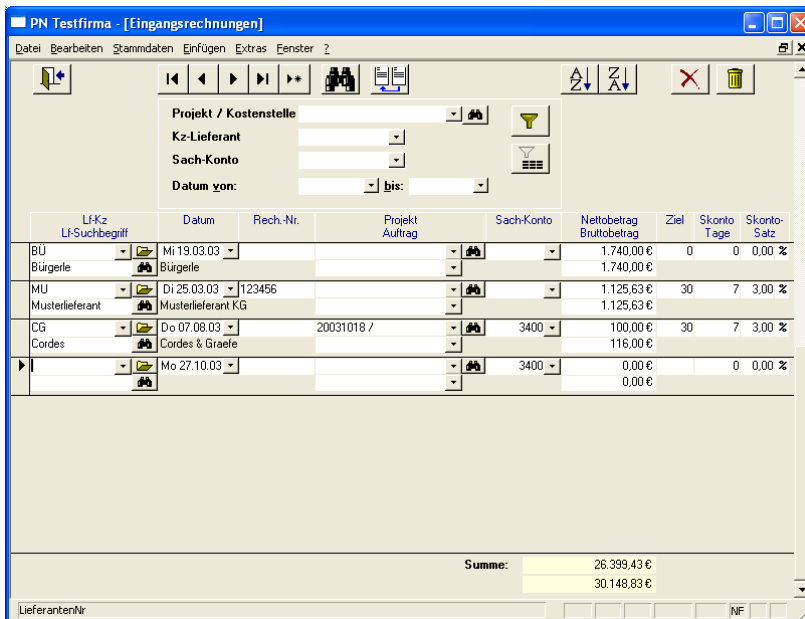 PN Testfirma - [Eingangsrechnungen]
Datei Bearbeiten Stammdaten Einfügen Extras Fenster ?
Projekt / Kostenstelle
Kz-Lieferant
Sach-Konto
Datum von: bis:
Lf-Kz Datum Rech.-Nr. Projekt Sach-Konto Nettobetrag Ziel Skonto Skonto-
Lf-Suchbegriff Auftrag Bruttobetrag Tage Satz
BÜ Mi 19.03.03 1.740,00 € 0 0 0,00 %
Bürgerle Bürgerle 1.740,00 €
MU Di 25.03.03 123456 1.125,63 € 30 7 3,00 %
Musterlieferant Musterlieferant KG 1.125,63 €
CG Do 07.08.03 20031018 / 3400 100,00 € 30 7 3,00 %
Cordes Cordes & Graefe 116,00 €
Mo 27.10.03 3400 0,00 € 0 0,00 %
0,00 €
Summe: 26.399,43 €
30.148,83 €
LieferantenNr NF